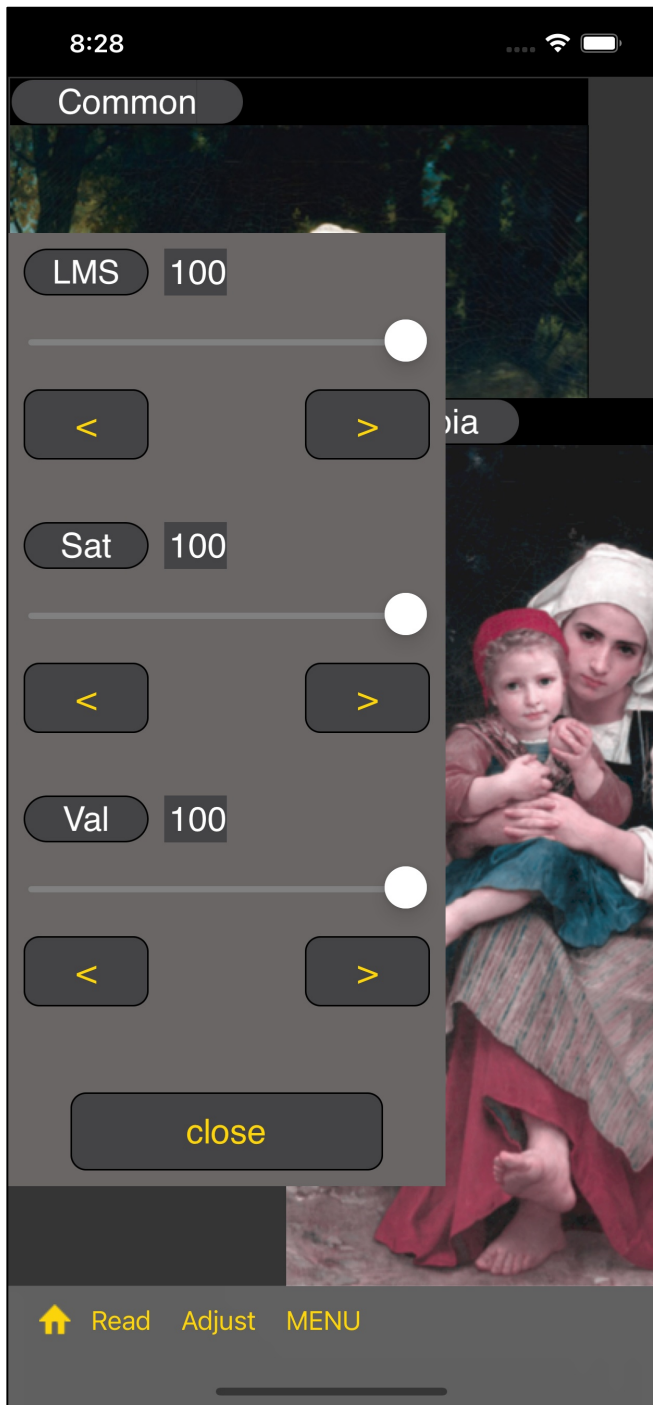 8:28
Common
LMS 100
< >
pia
Sat 100
< >
Val 100
< >
close
Read Adjust MENU